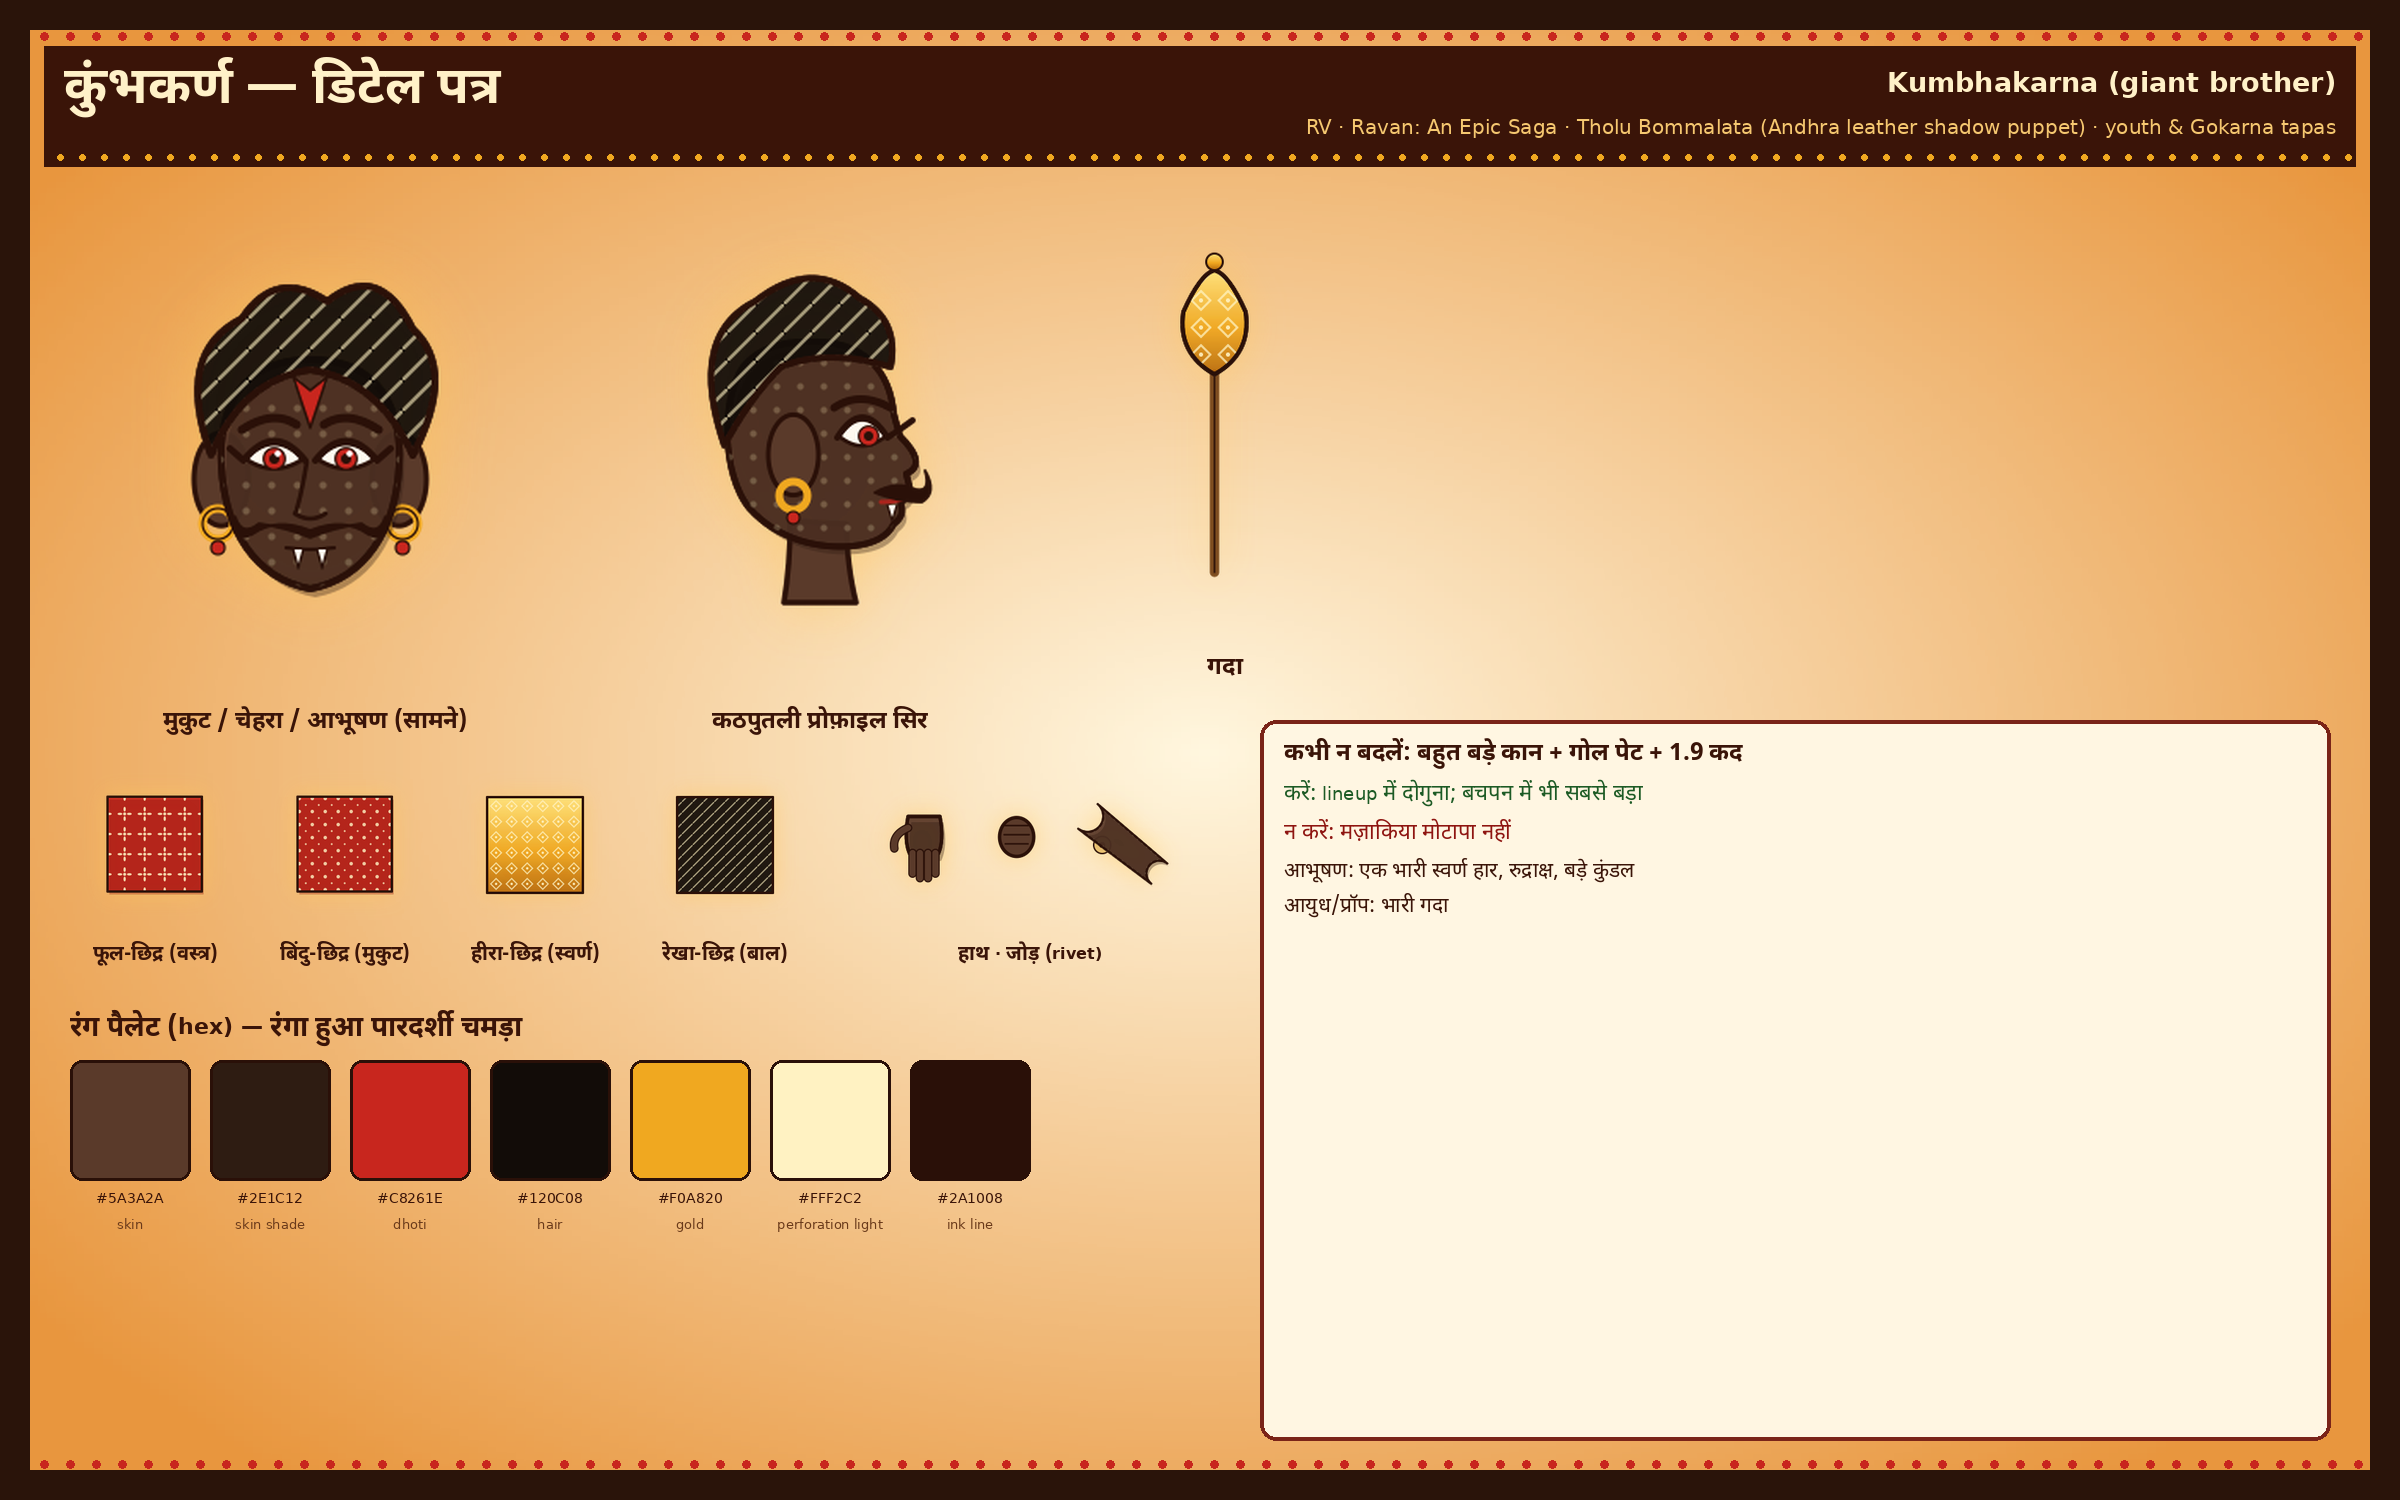 कुंभकर्ण — डिटेल पत्र
Kumbhakarna (giant brother)
RV · Ravan: An Epic Saga · Tholu Bommalata (Andhra leather shadow puppet) · youth & Gokarna tapas
गदा
मुकुट / चेहरा / आभूषण (सामने)
कठपुतली प्रोफ़ाइल सिर
फूल-छिद्र (वस्त्र)
बिंदु-छिद्र (मुकुट)
हीरा-छिद्र (स्वर्ण)
रेखा-छिद्र (बाल)
हाथ · जोड़ (rivet)
कभी न बदलें: बहुत बड़े कान + गोल पेट + 1.9 कद
करें: lineup में दोगुना; बचपन में भी सबसे बड़ा
न करें: मज़ाकिया मोटापा नहीं
आभूषण: एक भारी स्वर्ण हार, रुद्राक्ष, बड़े कुंडल
आयुध/प्रॉप: भारी गदा
रंग पैलेट (hex) — रंगा हुआ पारदर्शी चमड़ा
#5A3A2A
skin
#2E1C12
skin shade
#C8261E
dhoti
#120C08
hair
#F0A820
gold
#FFF2C2
perforation light
#2A1008
ink line